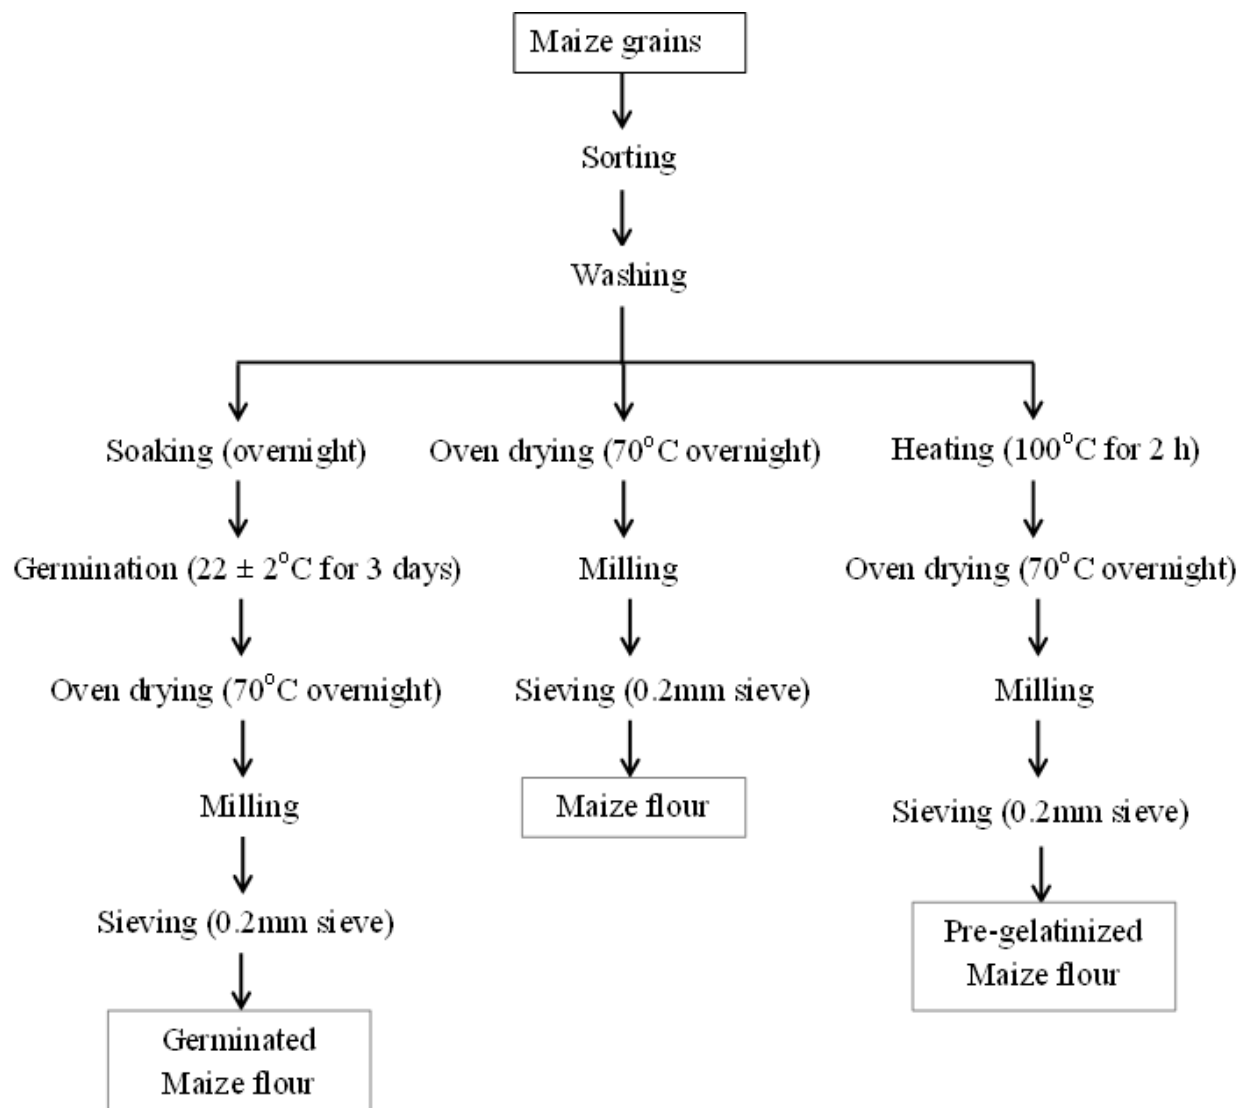 Maize grains
Sorting
Washing
Soaking (overnight)
Germination (22 ± 2°C for 3 days)
Oven drying (70°C overnight)
Milling
Sieving (0.2mm sieve)
Germinated
Maize flour
Oven drying (70°C overnight)
Milling
Sieving (0.2mm sieve)
Maize flour
Heating (100°C for 2 h)
Oven drying (70°C overnight)
Milling
Sieving (0.2mm sieve)
Pre-gelatinized
Maize flour